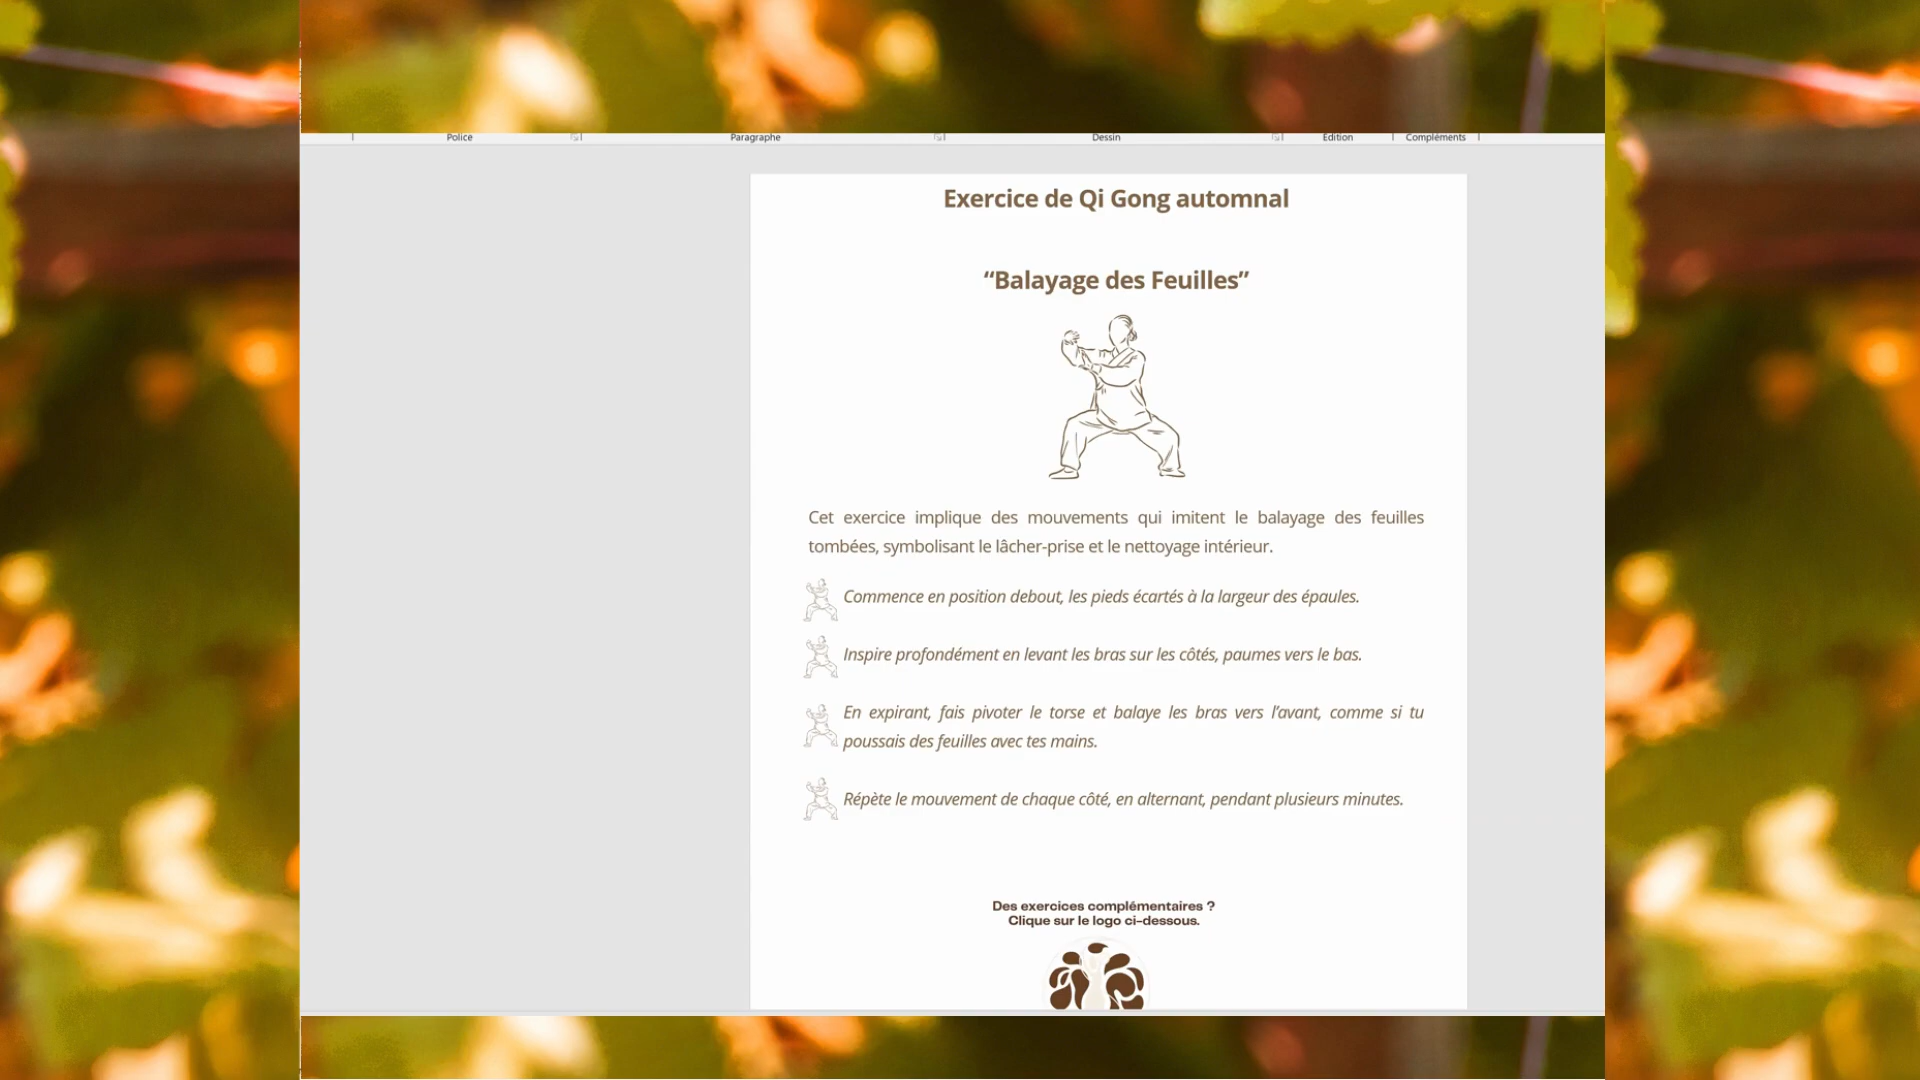 Police Paragraphe Dessin Edition Compléments
Exercice de Qi Gong automnal
“Balayage des Feuilles”
Cet exercice implique des mouvements qui imitent le balayage des feuilles
tombées, symbolisant le lâcher-prise et le nettoyage intérieur.
Commence en position debout, les pieds écartés à la largeur des épaules.
Inspire profondément en levant les bras sur les côtés, paumes vers le bas.
En expirant, fais pivoter le torse et balaye les bras vers l’avant, comme si tu
poussais des feuilles avec tes mains.
Répète le mouvement de chaque côté, en alternant, pendant plusieurs minutes.
Des exercices complémentaires ?
Clique sur le logo ci-dessous.